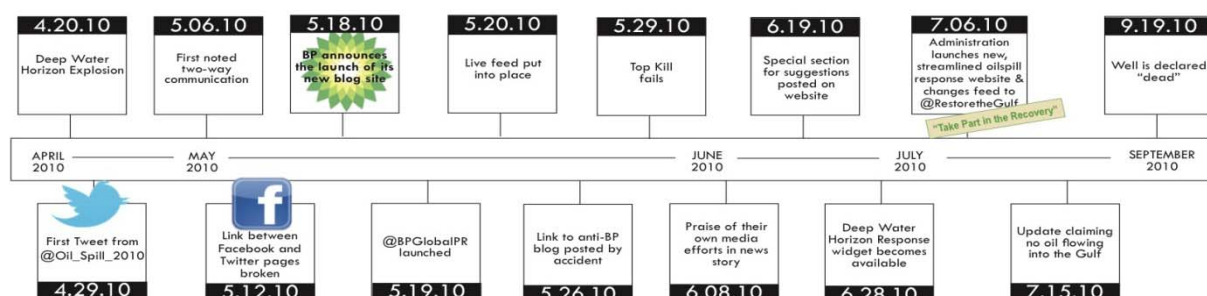 4.20.10
Deep Water
Horizon Explosion
5.06.10
First noted
two-way
communication
5.18.10
BP announces
the launch of its
new blog site
5.20.10
Live feed put
into place
5.29.10
Top Kill
fails
6.19.10
Special section
for suggestions
posted on
website
7.06.10
Administration
launches new,
streamlined oilspill
response website &
changes feed to
@RestoretheGulf
"Take Part in the Recovery"
9.19.10
Well is declared
“dead”
APRIL
2010
MAY
2010
JUNE
2010
JULY
2010
SEPTEMBER
2010
First Tweet from
@Oil_Spill_2010
4.29.10
f
Link between
Facebook and
Twitter pages
broken
5.12.10
@BPGlobalPR
launched
5.19.10
Link to anti-BP
blog posted by
accident
5.26.10
Praise of their
own media
efforts in news
story
6.08.10
Deep Water
Horizon Response
widget becomes
available
6.28.10
Update claiming
no oil flowing
into the Gulf
7.15.10